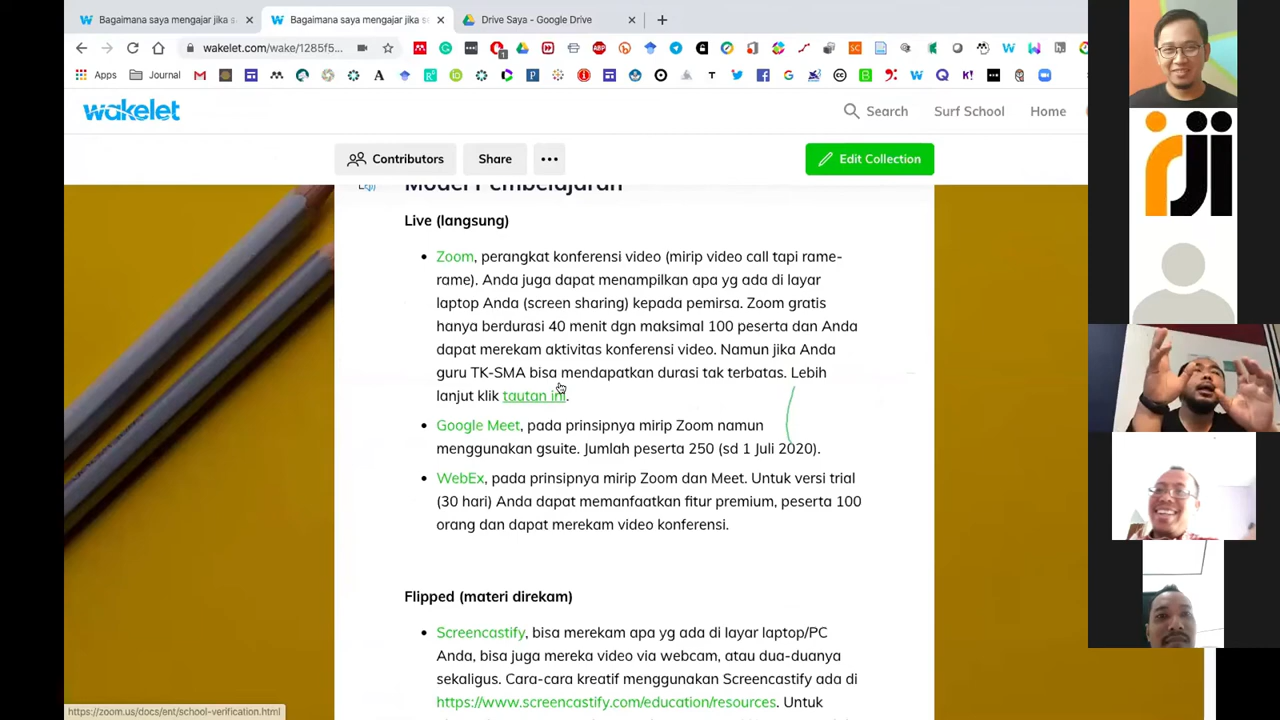 Bagaimana saya mengajar jika s
Bagaimana saya mengajar jika se
Drive Saya - Google Drive
wakelet.com/wake/1285f5...
Apps
Journal
wakelet
Search
Surf School
Home
Contributors
Share
Edit Collection
Model Pembelajaran
Live (langsung)
Zoom, perangkat konferensi video (mirip video call tapi rame-
rame). Anda juga dapat menampilkan apa yg ada di layar
laptop Anda (screen sharing) kepada pemirsa. Zoom gratis
hanya berdurasi 40 menit dgn maksimal 100 peserta dan Anda
dapat merekam aktivitas konferensi video. Namun jika Anda
guru TK-SMA bisa mendapatkan durasi tak terbatas. Lebih
lanjut klik tautan ini.
Google Meet, pada prinsipnya mirip Zoom namun
menggunakan gsuite. Jumlah peserta 250 (sd 1 Juli 2020).
WebEx, pada prinsipnya mirip Zoom dan Meet. Untuk versi trial
(30 hari) Anda dapat memanfaatkan fitur premium, peserta 100
orang dan dapat merekam video konferensi.
Flipped (materi direkam)
Screencastify, bisa merekam apa yg ada di layar laptop/PC
Anda, bisa juga mereka video via webcam, atau dua-duanya
sekaligus. Cara-cara kreatif menggunakan Screencastify ada di
https://www.screencastify.com/education/resources. Untuk
https://zoom.us/docs/ent/school-verification.html
rji